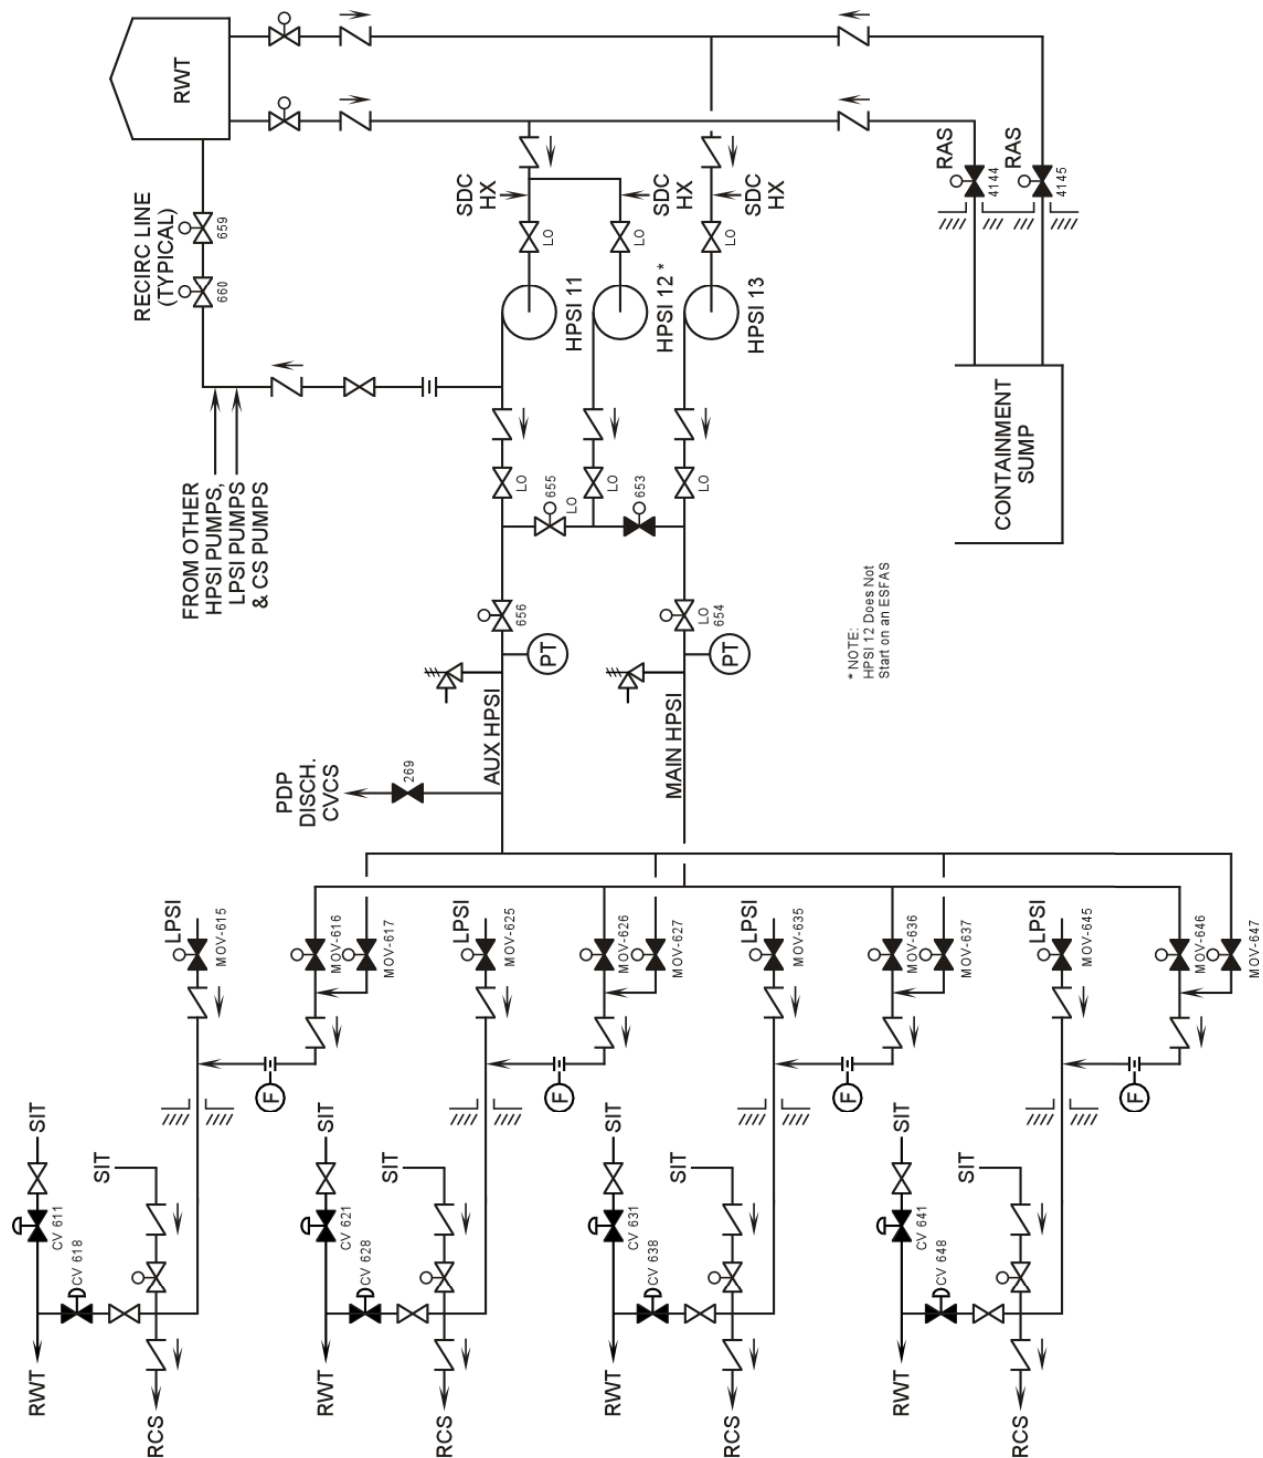 RWT
RECIRC LINE
(TYPICAL)
659
660
FROM OTHER
HPSI PUMPS,
LPSI PUMPS
& CS PUMPS
SDC
HX
SDC
HX
SDC
HX
LO
LO
LO
HPSI 11
HPSI 12 *
HPSI 13
RAS
4144
RAS
4145
CONTAINMENT
SUMP
LO
LO
LO
655
LO
653
656
LO
654
PT
PT
* NOTE:
HPSI 12 Does Not
Start on an ESFAS
AUX HPSI
MAIN HPSI
269
PDP
DISCH.
CVCS
LPSI
MOV-615
MOV-616
MOV-617
LPSI
MOV-625
MOV-626
MOV-627
LPSI
MOV-635
MOV-636
MOV-637
LPSI
MOV-645
MOV-646
MOV-647
F
F
F
F
SIT
CV 611
CV 618
SIT
RWT
RCS
SIT
CV 621
CV 628
SIT
RWT
RCS
SIT
CV 631
CV 638
SIT
RWT
RCS
SIT
CV 641
CV 648
SIT
RWT
RCS